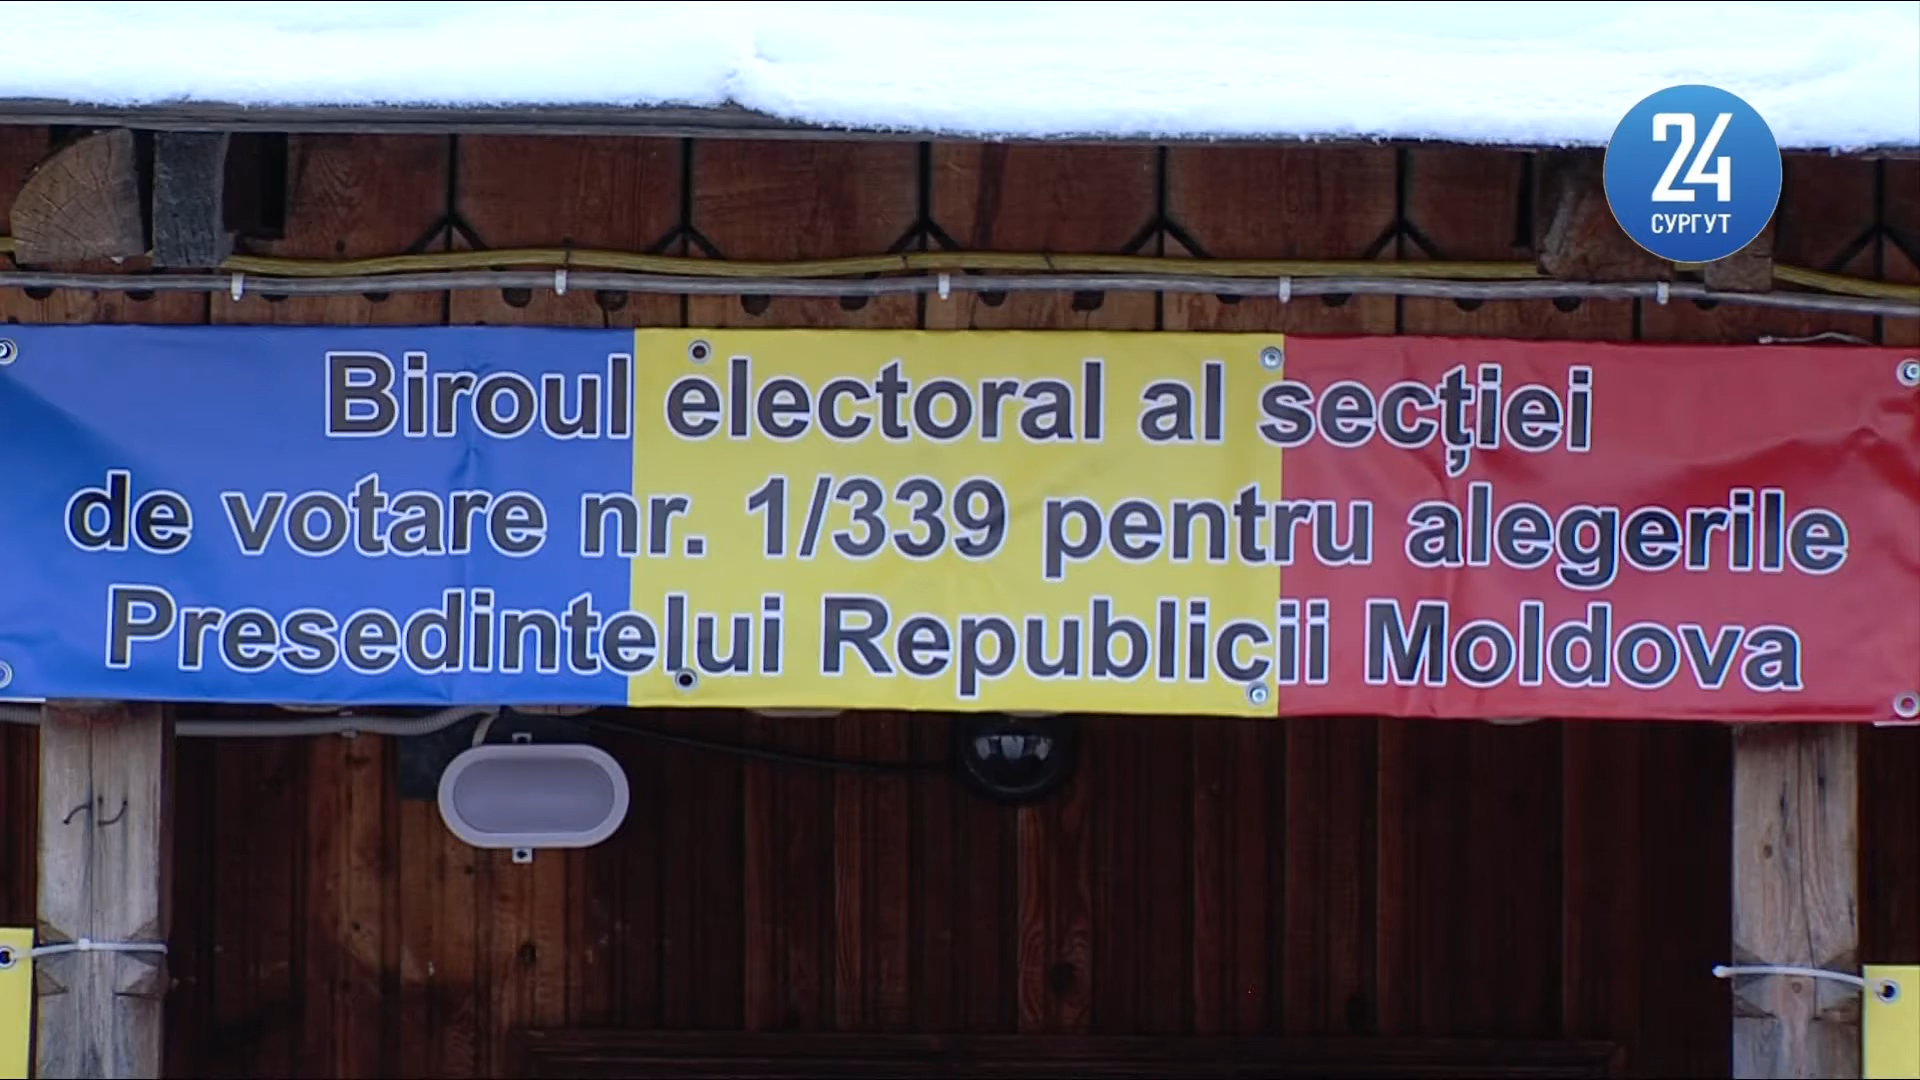 24
СУРГУТ
Biroul electoral al secției
de votare nr. 1/339 pentru alegerile
Presedintelui Republicii Moldova